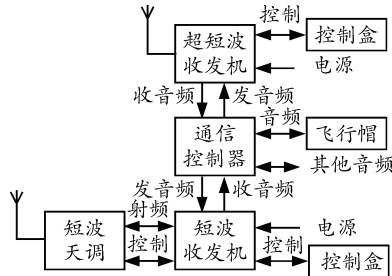 控制
超短波
收发机
控制盒
电源
收音频
发音频
音频
通信
控制器
飞行帽
其他音频
发音频
收音频
射频
短波
天调
控制
短波
收发机
电源
控制
控制盒